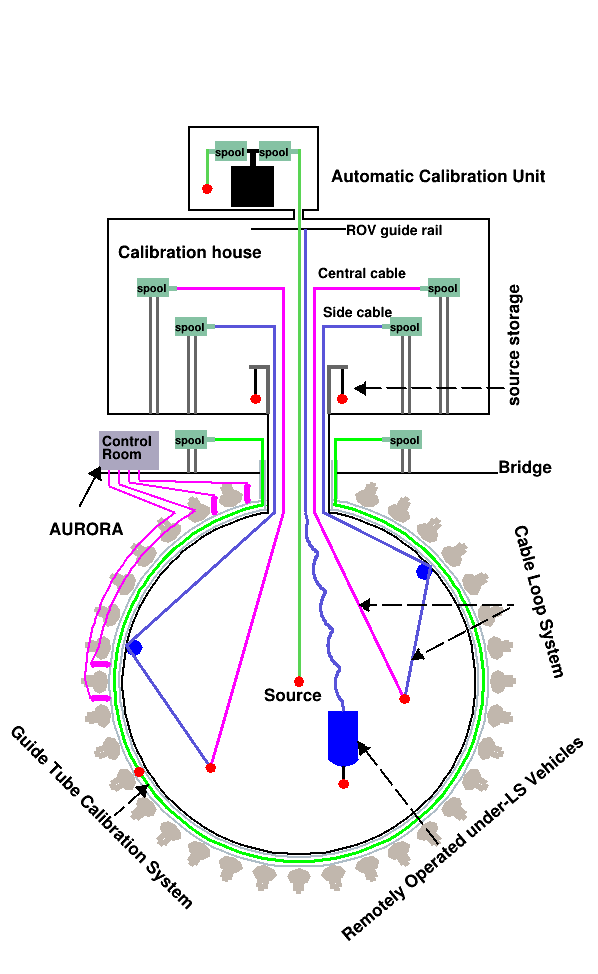 spool
spool
Automatic Calibration Unit
ROV guide rail
Calibration house
Central cable
spool
spool
Side cable
spool
spool
source storage
Control
Room
spool
spool
Bridge
AURORA
Cable Loop System
Source
Guide Tube Calibration System
Remotely Operated under-LS Vehicles